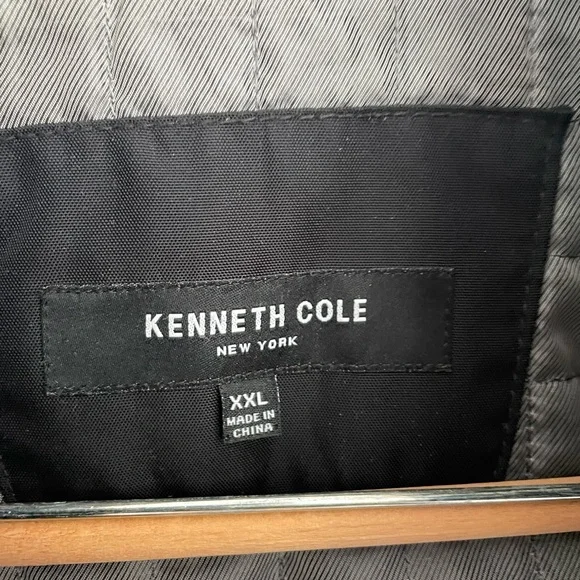 KENNETH COLE
NEW YORK
XXL
MADE IN
CHINA